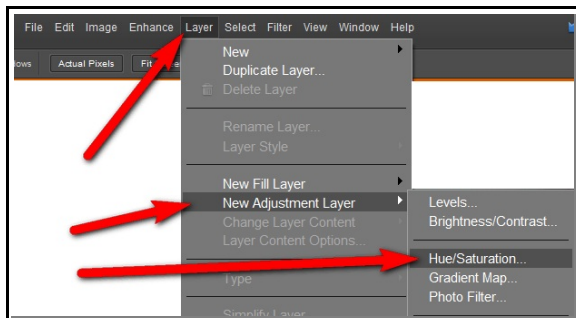 File Edit Image Enhance Layer Select Filter View Window Help
Actual Pixels
New
Duplicate Layer...
Delete Layer
Rename Layer...
Layer Style
New Fill Layer
New Adjustment Layer
Levels...
Change Layer Content
Brightness/Contrast...
Layer Content Options...
Hue/Saturation...
Type
Gradient Map...
Photo Filter...
Simplify Layer